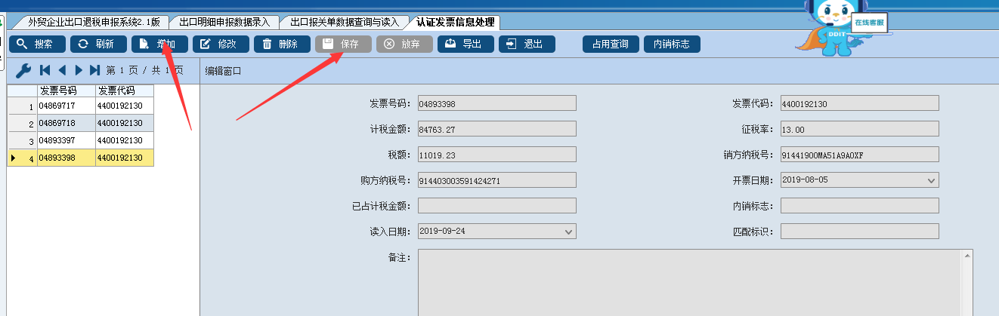 外贸企业出口退税申报系统2.1版 出口明细申报数据录入 出口报关单数据查询与读入 认证发票信息处理
在线客服
DDIT
搜索 刷新 增加 修改 删除 保存 放弃 导出 退出 占用查询 内销标志
第 1 页 / 共 1 页 编辑窗口
发票号码 发票代码
1 04869717 4400192130
2 04869718 4400192130
3 04893397 4400192130
4 04893398 4400192130
发票号码: 04893398 发票代码: 4400192130
计税金额: 84763.27 征税率: 13.00
税额: 11019.23 销方纳税号: 91441900MA51A9A0XF
购方纳税号: 914403003591424271 开票日期: 2019-08-05
已占计税金额: 内销标志:
读入日期: 2019-09-24 匹配标识:
备注: